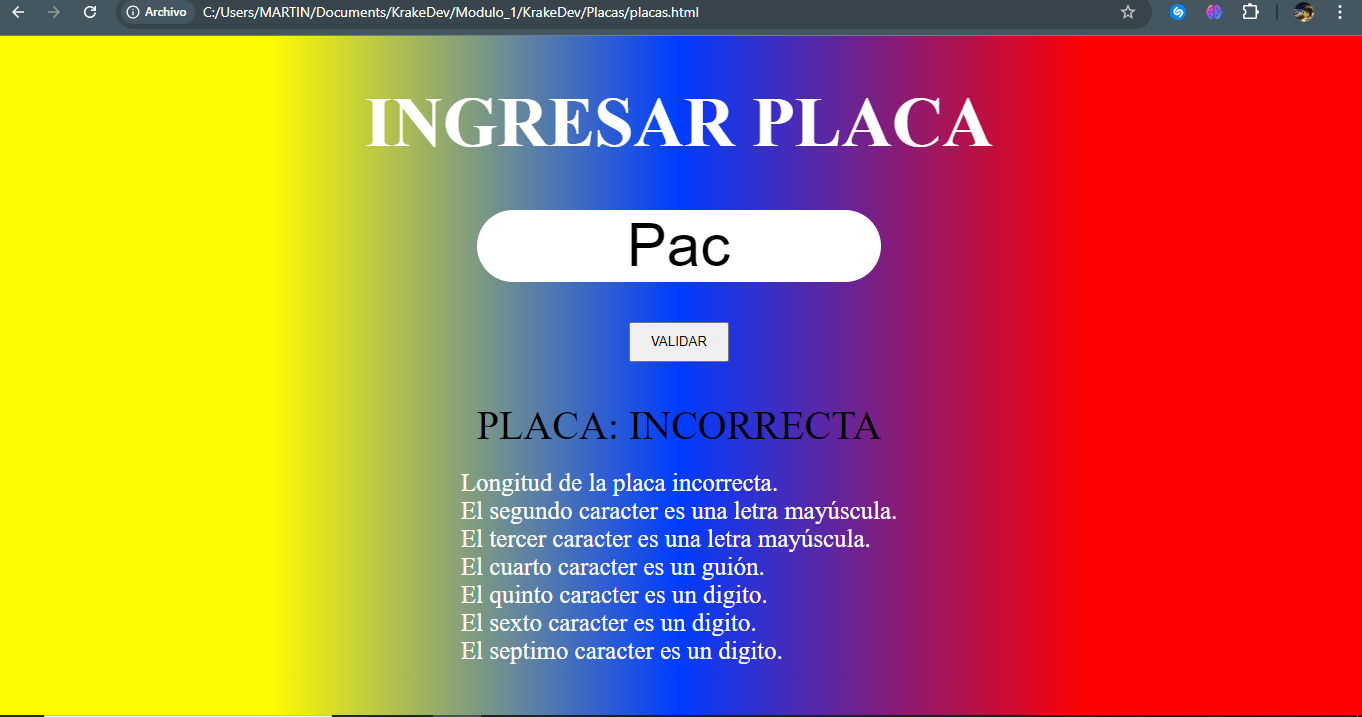 Archivo C:/Users/MARTIN/Documents/KrakeDev/Modulo_1/KrakeDev/Placas/placas.html
INGRESAR PLACA
Pac
VALIDAR
PLACA: INCORRECTA
Longitud de la placa incorrecta.
El segundo caracter es una letra mayúscula.
El tercer caracter es una letra mayúscula.
El cuarto caracter es un guión.
El quinto caracter es un digito.
El sexto caracter es un digito.
El septimo caracter es un digito.